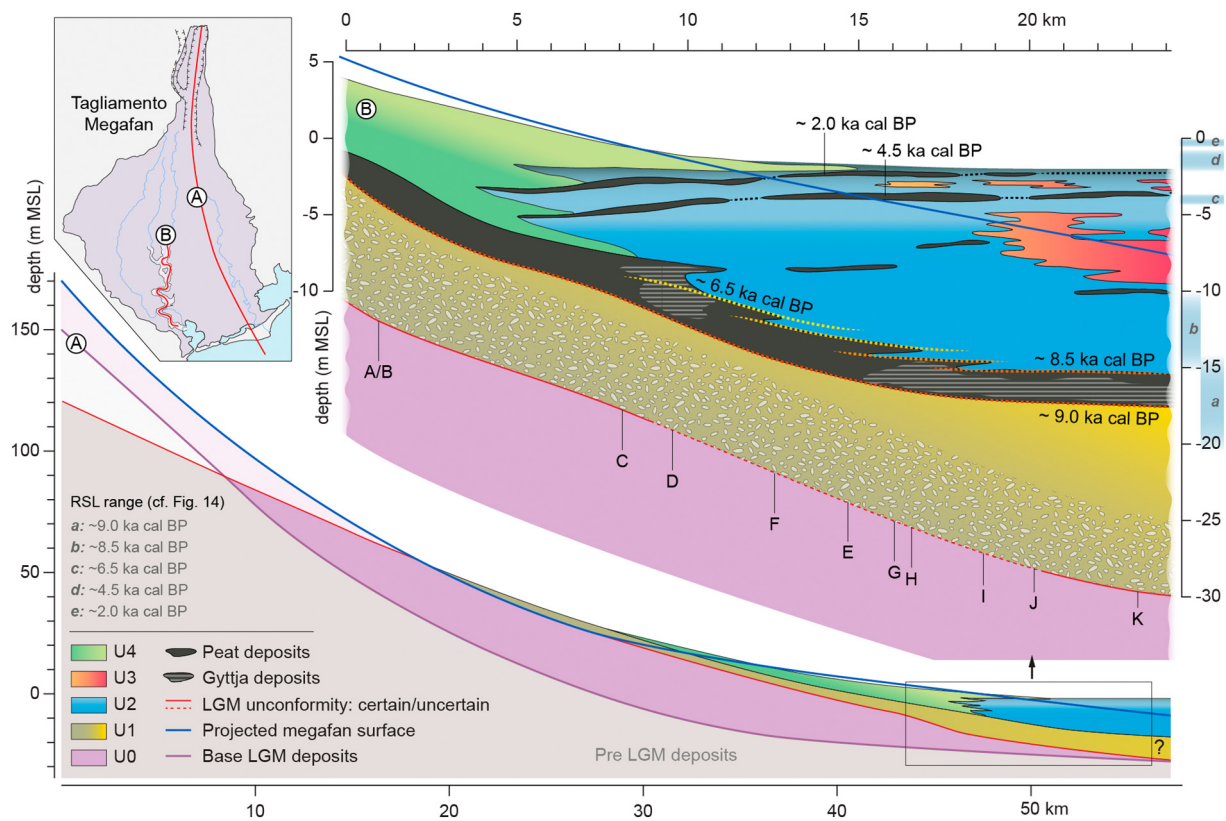 0
5
10
15
20 km
Tagliamento
Megafan
A
B
5
0
-5
-10
depth (m MSL)
B
~ 2.0 ka cal BP
~ 4.5 ka cal BP
~ 6.5 ka cal BP
~ 8.5 ka cal BP
~ 9.0 ka cal BP
0
-5
-10
-15
-20
-25
-30
e
d
c
b
a
depth (m MSL)
150
100
50
0
A
A/B
C
D
F
E
G
H
I
J
K
RSL range (cf. Fig. 14)
a: ~9.0 ka cal BP
b: ~8.5 ka cal BP
c: ~6.5 ka cal BP
d: ~4.5 ka cal BP
e: ~2.0 ka cal BP
U4
Peat deposits
U3
Gyttja deposits
U2
LGM unconformity: certain/uncertain
U1
Projected megafan surface
U0
Base LGM deposits
Pre LGM deposits
?
10
20
30
40
50 km